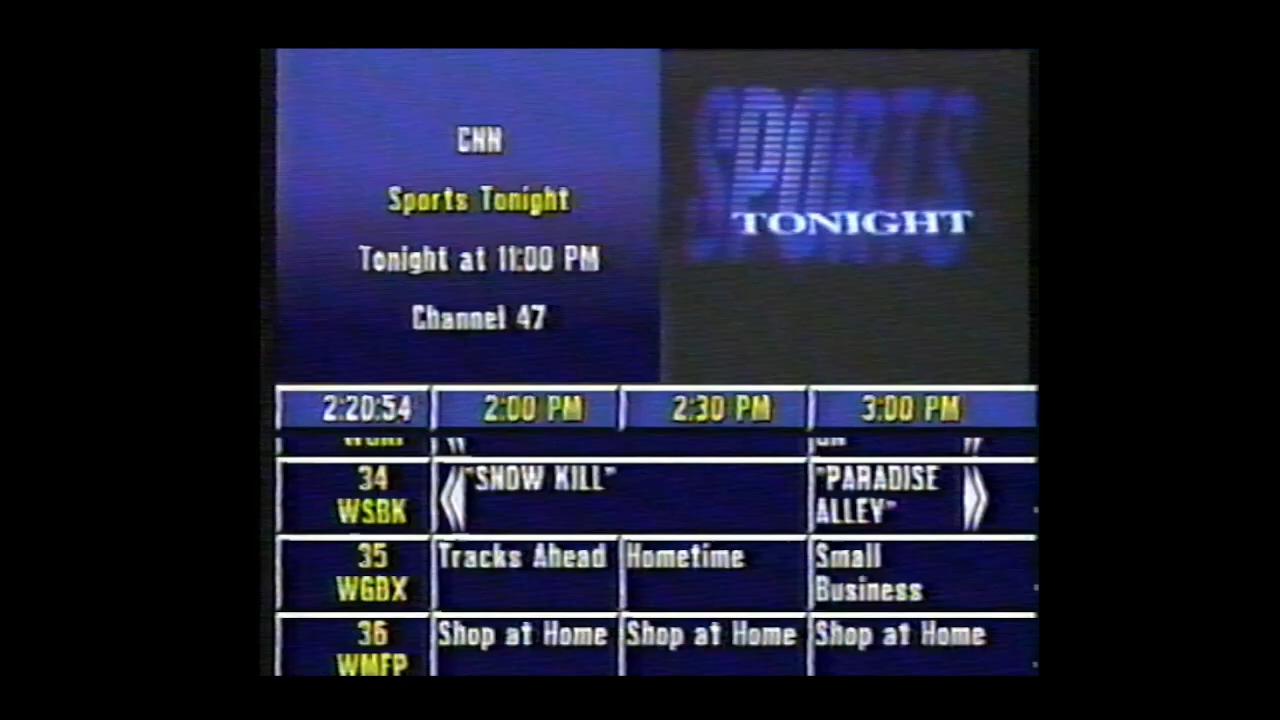 CNN
Sports Tonight
Tonight at 11:00 PM
Channel 47
SPORTS
TONIGHT
2:20:54 2:00 PM 2:30 PM 3:00 PM
34 "SNOW KILL" "PARADISE
WSBK ALLEY"
35 Tracks Ahead Hometime Small
WGBX Business
36 Shop at Home Shop at Home Shop at Home
WMFP